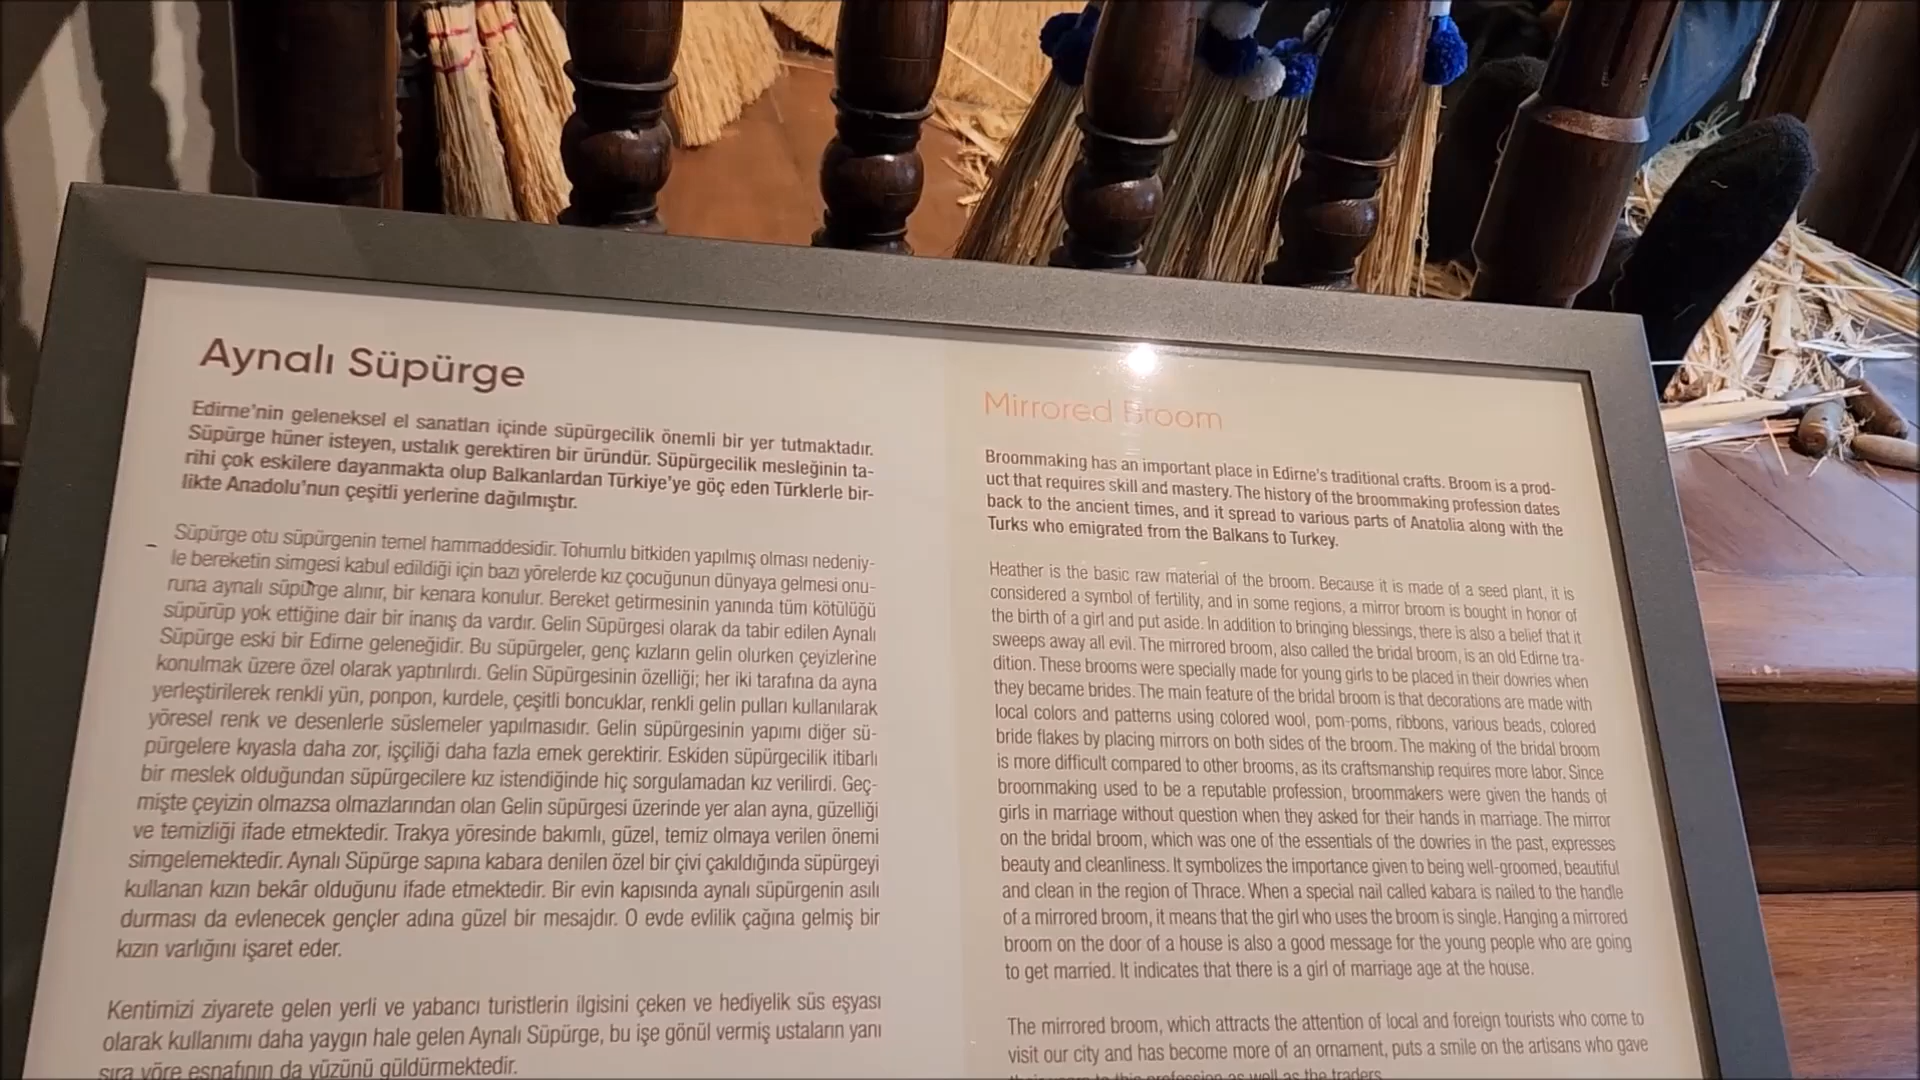 Aynalı Süpürge
Edirne'nin geleneksel el sanatları içinde süpürgecilik önemli bir yer tutmaktadır.
Süpürge hüner isteyen, ustalık gerektiren bir üründür. Süpürgecilik mesleğinin ta-
rihi çok eskilere dayanmakta olup Balkanlardan Türkiye'ye göç eden Türklerle bir-
likte Anadolu'nun çeşitli yerlerine dağılmıştır.
Süpürge otu süpürgenin temel hammaddesidir. Tohumlu bitkiden yapılmış olması nedeniy-
le bereketin simgesi kabul edildiği için bazı yörelerde kız çocuğunun dünyaya gelmesi onu-
runa aynalı süpürge alınır, bir kenara konulur. Bereket getirmesinin yanında tüm kötülüğü
süpürüp yok ettiğine dair bir inanış da vardır. Gelin Süpürgesi olarak da tabir edilen Aynalı
Süpürge eski bir Edirne geleneğidir. Bu süpürgeler, genç kızların gelin olurken çeyizlerine
konulmak üzere özel olarak yaptırılırdı. Gelin Süpürgesinin özelliği; her iki tarafına da ayna
yerleştirilerek renkli yün, ponpon, kurdele, çeşitli boncuklar, renkli gelin pulları kullanılarak
yöresel renk ve desenlerle süslemeler yapılmasıdır. Gelin süpürgesinin yapımı diğer sü-
pürgelere kıyasla daha zor, işçiliği daha fazla emek gerektirir. Eskiden süpürgecilik itibarlı
bir meslek olduğundan süpürgecilere kız istendiğinde hiç sorgulamadan kız verilirdi. Geç-
mişte çeyizin olmazsa olmazlarından olan Gelin süpürgesi üzerinde yer alan ayna, güzelliği
ve temizliği ifade etmektedir. Trakya yöresinde bakımlı, güzel, temiz olmaya verilen önemi
simgelemektedir. Aynalı Süpürge sapına kabara denilen özel bir çivi çakıldığında süpürgeyi
kullanan kızın bekâr olduğunu ifade etmektedir. Bir evin kapısında aynalı süpürgenin asılı
durması da evlenecek gençler adına güzel bir mesajdır. O evde evlilik çağına gelmiş bir
kızın varlığını işaret eder.
Kentimizi ziyarete gelen yerli ve yabancı turistlerin ilgisini çeken ve hediyelik süs eşyası
olarak kullanımı daha yaygın hale gelen Aynalı Süpürge, bu işe gönül vermiş ustaların yanı
sıra yöre esnafının da yüzünü güldürmektedir.
Mirrored Broom
Broommaking has an important place in Edirne's traditional crafts. Broom is a prod-
uct that requires skill and mastery. The history of the broommaking profession dates
back to the ancient times, and it spread to various parts of Anatolia along with the
Turks who emigrated from the Balkans to Turkey.
Heather is the basic raw material of the broom. Because it is made of a seed plant, it is
considered a symbol of fertility, and in some regions, a mirror broom is bought in honor of
the birth of a girl and put aside. In addition to bringing blessings, there is also a belief that it
sweeps away all evil. The mirrored broom, also called the bridal broom, is an old Edirne tra-
dition. These brooms were specially made for young girls to be placed in their dowries when
they became brides. The main feature of the bridal broom is that decorations are made with
local colors and patterns using colored wool, pom-poms, ribbons, various beads, colored
bride flakes by placing mirrors on both sides of the broom. The making of the bridal broom
is more difficult compared to other brooms, as its craftsmanship requires more labor. Since
broommaking used to be a reputable profession, broommakers were given the hands of
girls in marriage without question when they asked for their hands in marriage. The mirror
on the bridal broom, which was one of the essentials of the dowries in the past, expresses
beauty and cleanliness. It symbolizes the importance given to being well-groomed, beautiful
and clean in the region of Thrace. When a special nail called kabara is nailed to the handle
of a mirrored broom, it means that the girl who uses the broom is single. Hanging a mirrored
broom on the door of a house is also a good message for the young people who are going
to get married. It indicates that there is a girl of marriage age at the house.
The mirrored broom, which attracts the attention of local and foreign tourists who come to
visit our city and has become more of an ornament, puts a smile on the artisans who gave
their years to this profession as well as the traders.